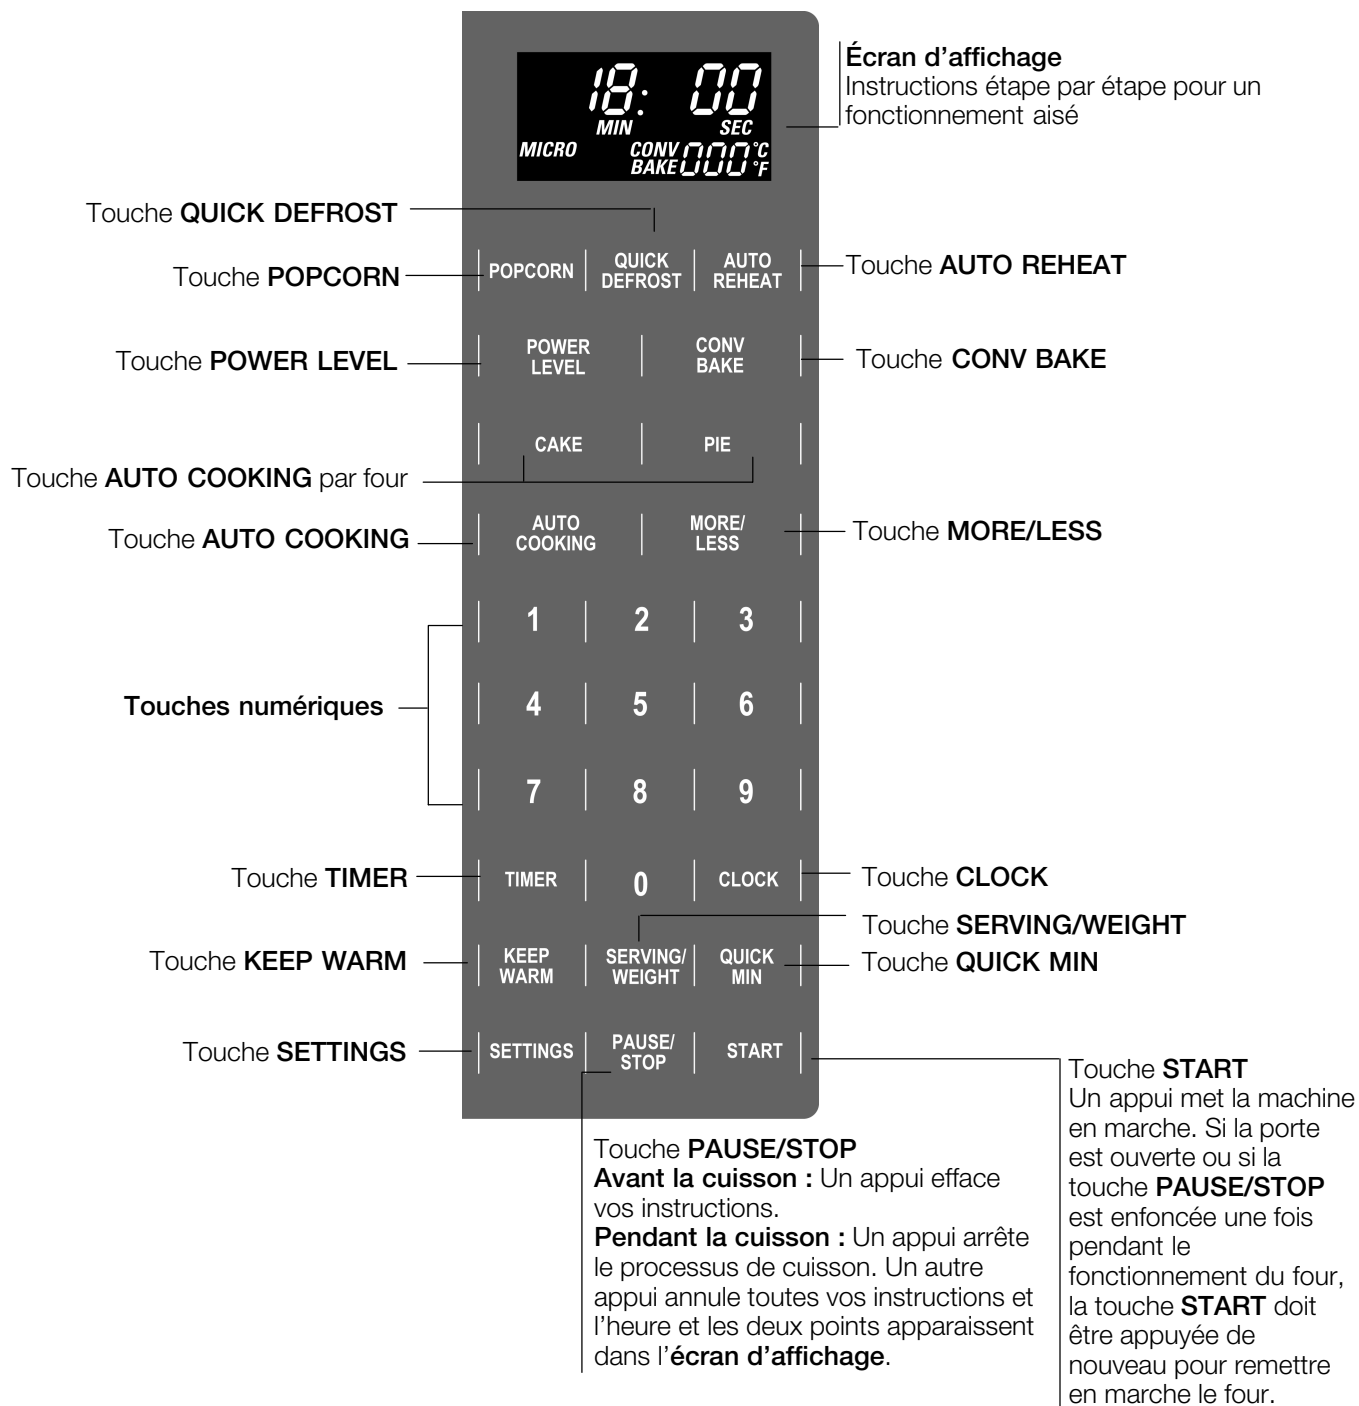 18: 00
MIN SEC
MICRO CONV BAKE 000 °C °F
Écran d'affichage
Instructions étape par étape pour un
fonctionnement aisé
Touche QUICK DEFROST
Touche POPCORN
POPCORN
QUICK
DEFROST
AUTO
REHEAT
Touche AUTO REHEAT
Touche POWER LEVEL
POWER
LEVEL
CONV
BAKE
Touche CONV BAKE
CAKE
PIE
Touche AUTO COOKING par four
Touche AUTO COOKING
AUTO
COOKING
MORE/
LESS
Touche MORE/LESS
1 2 3
Touches numériques
4 5 6
7 8 9
Touche TIMER
TIMER
0
CLOCK
Touche CLOCK
Touche SERVING/WEIGHT
Touche KEEP WARM
KEEP
WARM
SERVING/
WEIGHT
QUICK
MIN
Touche QUICK MIN
Touche SETTINGS
SETTINGS
PAUSE/
STOP
START
Touche PAUSE/STOP
Avant la cuisson : Un appui efface
vos instructions.
Pendant la cuisson : Un appui arrête
le processus de cuisson. Un autre
appui annule toutes vos instructions et
l'heure et les deux points apparaissent
dans l'écran d'affichage.
Touche START
Un appui met la machine
en marche. Si la porte
est ouverte ou si la
touche PAUSE/STOP
est enfoncée une fois
pendant le
fonctionnement du four,
la touche START doit
être appuyée de
nouveau pour remettre
en marche le four.